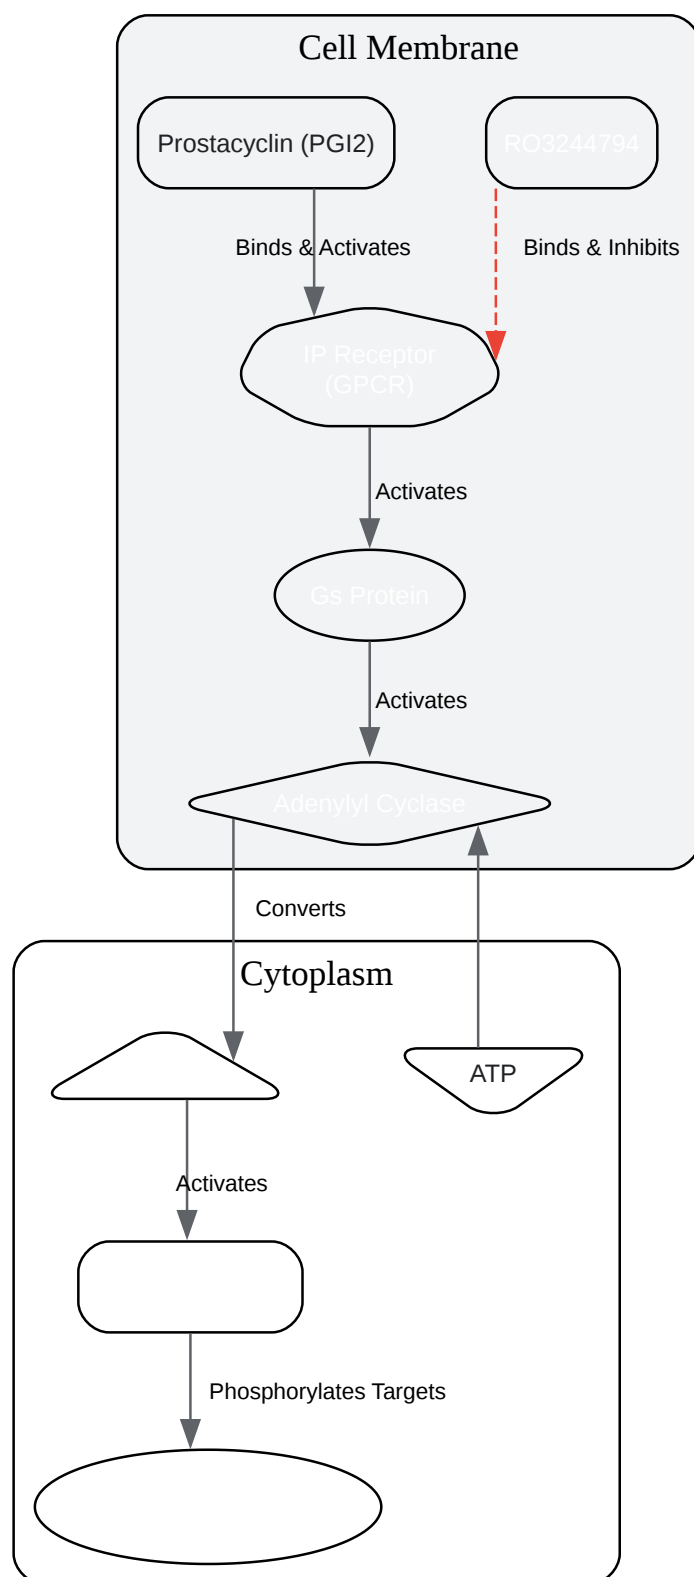 Cell Membrane
Prostacyclin (PGI2)
RO3244794
Binds & Activates
Binds & Inhibits
IP Receptor
(GPCR)
Activates
Gs Protein
Activates
Adenylyl Cyclase
Converts
Cytoplasm
ATP
Activates
Phosphorylates Targets